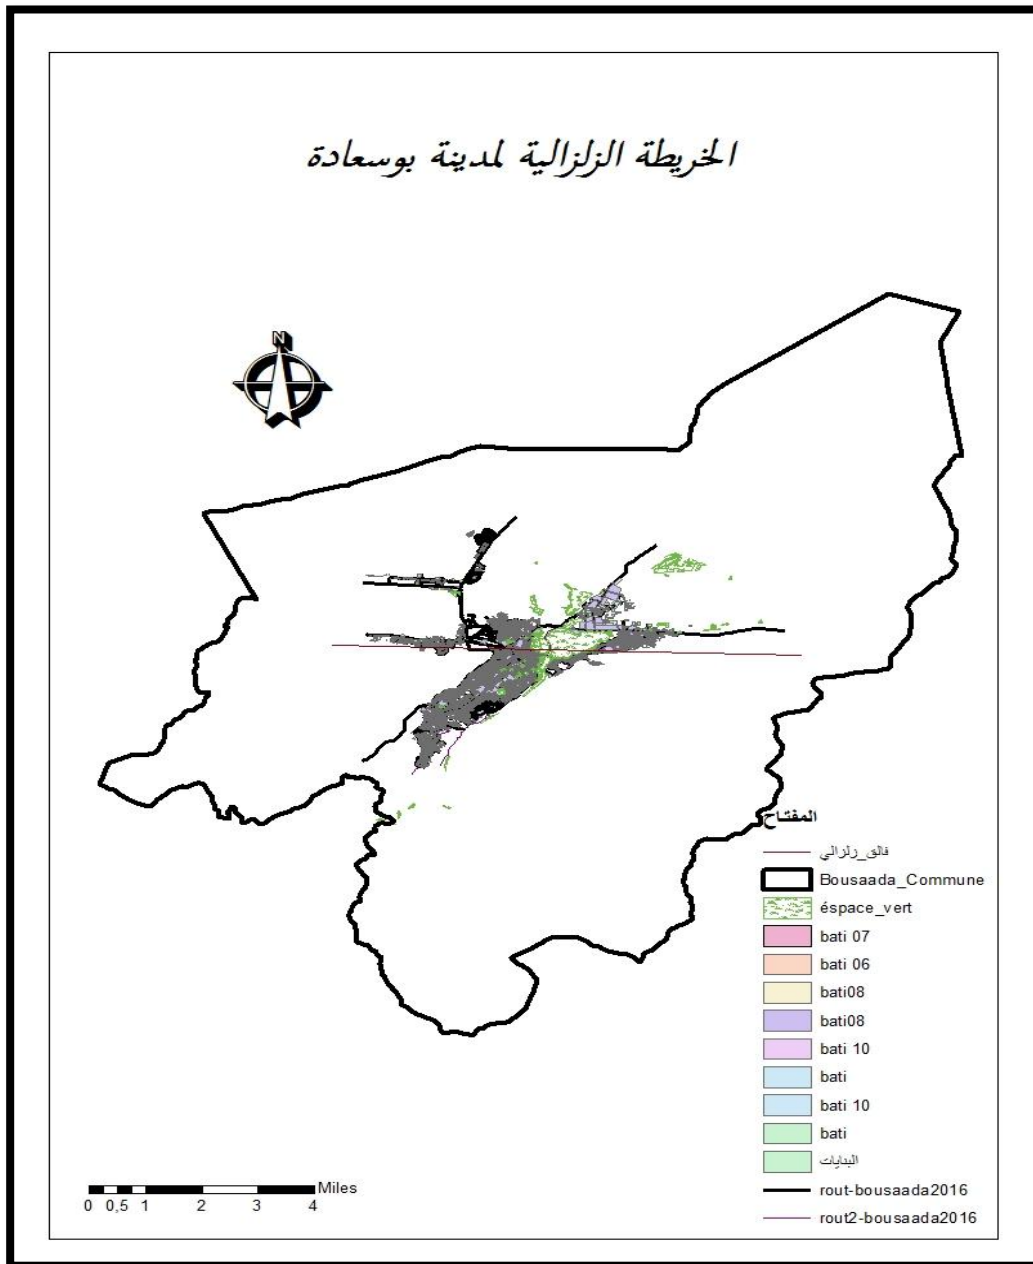 الخريطة الزلزالية لمدينة بوسعادة
N
المفتاح
فالق_زلزالي
Bousaada_Commune
éspace_vert
bati 07
bati 06
bati08
bati08
bati 10
bati
bati 10
bati
البنايات
rout-bousaada2016
rout2-bousaada2016
Miles
0 0,5 1 2 3 4